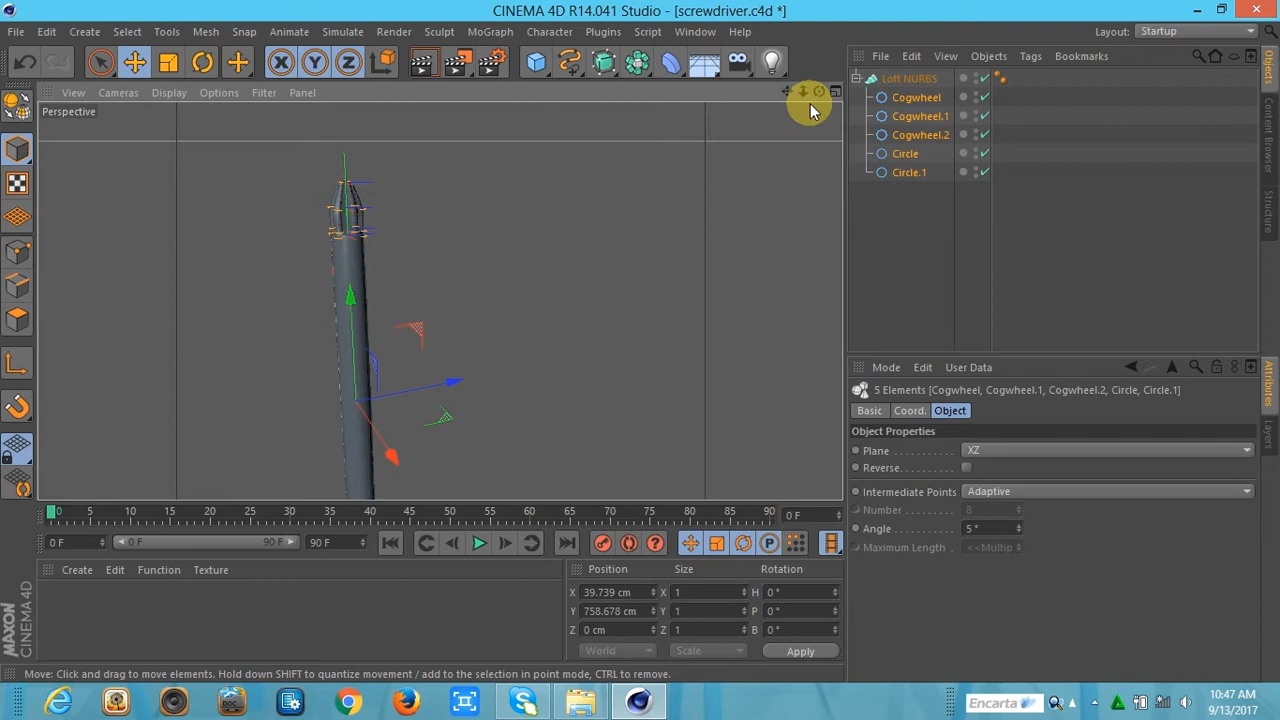 CINEMA 4D R14.041 Studio - [screwdriver.c4d *]
File Edit Create Select Tools Mesh Snap Animate Simulate Render Sculpt MoGraph Character Plugins Script Window Help Layout: Startup
X Y Z
File Edit View Objects Tags Bookmarks
View Cameras Display Options Filter Panel
Perspective
Loft NURBS
Cogwheel
Cogwheel.1
Cogwheel.2
Circle
Circle.1
Objects
Content Browser
Structure
Mode Edit User Data
5 Elements [Cogwheel, Cogwheel.1, Cogwheel.2, Circle, Circle.1]
Basic Coord. Object
Object Properties
Plane XZ
Reverse
Intermediate Points Adaptive
Number 8
Angle 5 °
Maximum Length <<Multip
Attributes
Layers
0 5 10 15 20 25 30 35 40 45 50 55 60 65 70 75 80 85 90 0 F
0 F 0 F 90 F 90 F
P
Create Edit Function Texture
Position Size Rotation
X 39.739 cm X 1 H 0 °
Y 758.678 cm Y 1 P 0 °
Z 0 cm Z 1 B 0 °
World Scale Apply
MAXON
CINEMA 4D
Move: Click and drag to move elements. Hold down SHIFT to quantize movement / add to the selection in point mode, CTRL to remove.
DOC
Encarta
10:47 AM
9/13/2017